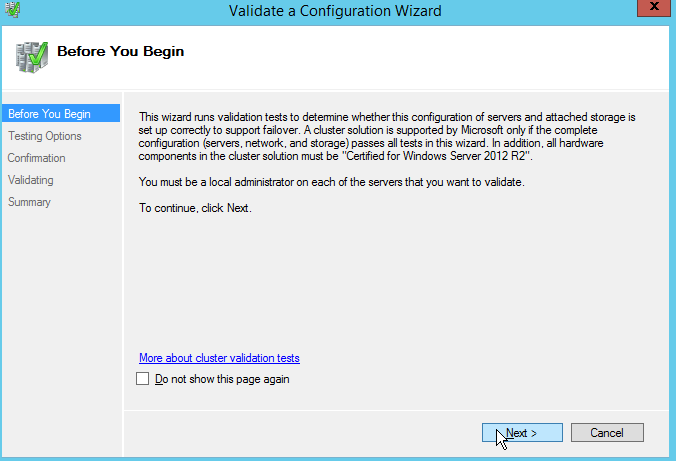 Validate a Configuration Wizard
x
Before You Begin
Before You Begin
Testing Options
Confirmation
Validating
Summary
This wizard runs validation tests to determine whether this configuration of servers and attached storage is
set up correctly to support failover. A cluster solution is supported by Microsoft only if the complete
configuration (servers, network, and storage) passes all tests in this wizard. In addition, all hardware
components in the cluster solution must be "Certified for Windows Server 2012 R2".
You must be a local administrator on each of the servers that you want to validate.
To continue, click Next.
More about cluster validation tests
Do not show this page again
Next >
Cancel